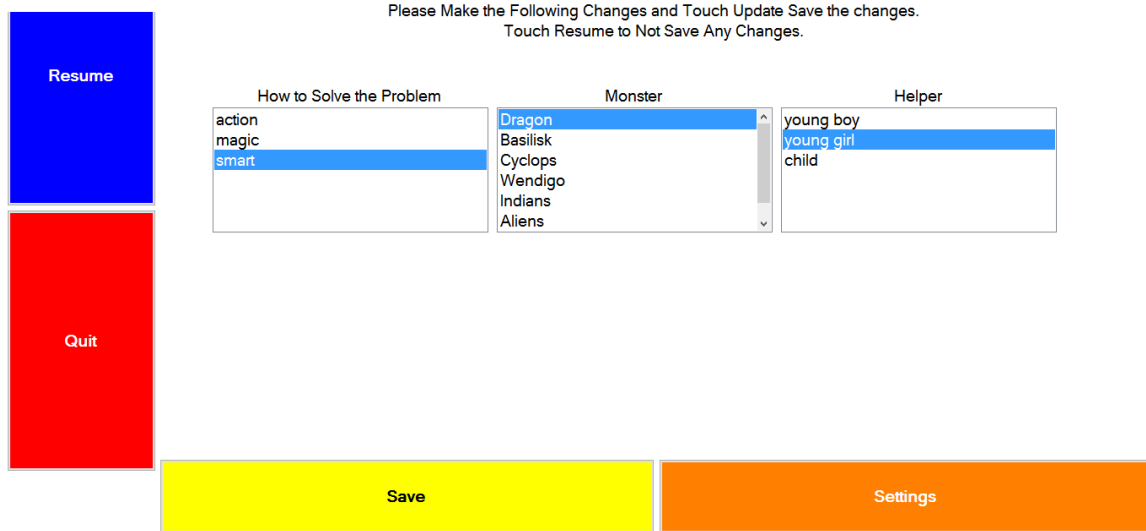 Please Make the Following Changes and Touch Update Save the changes.
Touch Resume to Not Save Any Changes.
Resume
How to Solve the Problem
action
magic
smart
Monster
Dragon
Basilisk
Cyclops
Wendigo
Indians
Aliens
Helper
young boy
young girl
child
Quit
Save
Settings